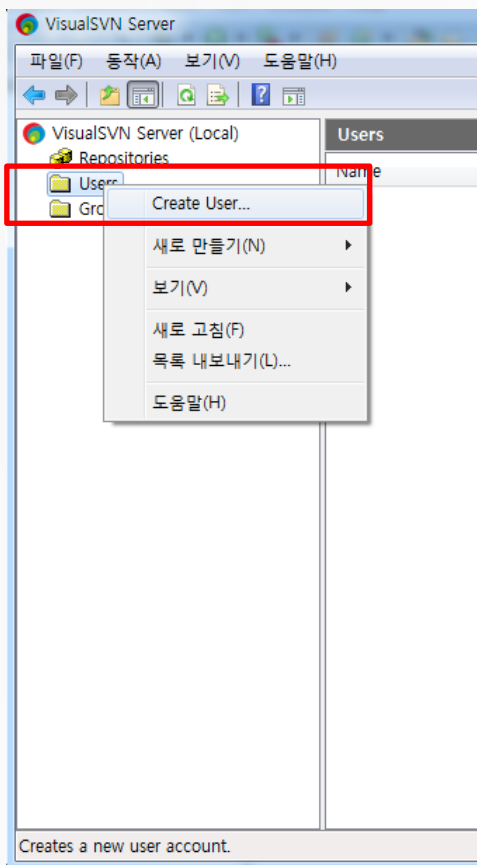 VisualSVN Server
파일(F) 동작(A) 보기(V) 도움말(H)
VisualSVN Server (Local)
Users
Repositories
Name
Users
Create User...
새로 만들기(N)
보기(V)
새로 고침(F)
목록 내보내기(L)...
도움말(H)
Creates a new user account.